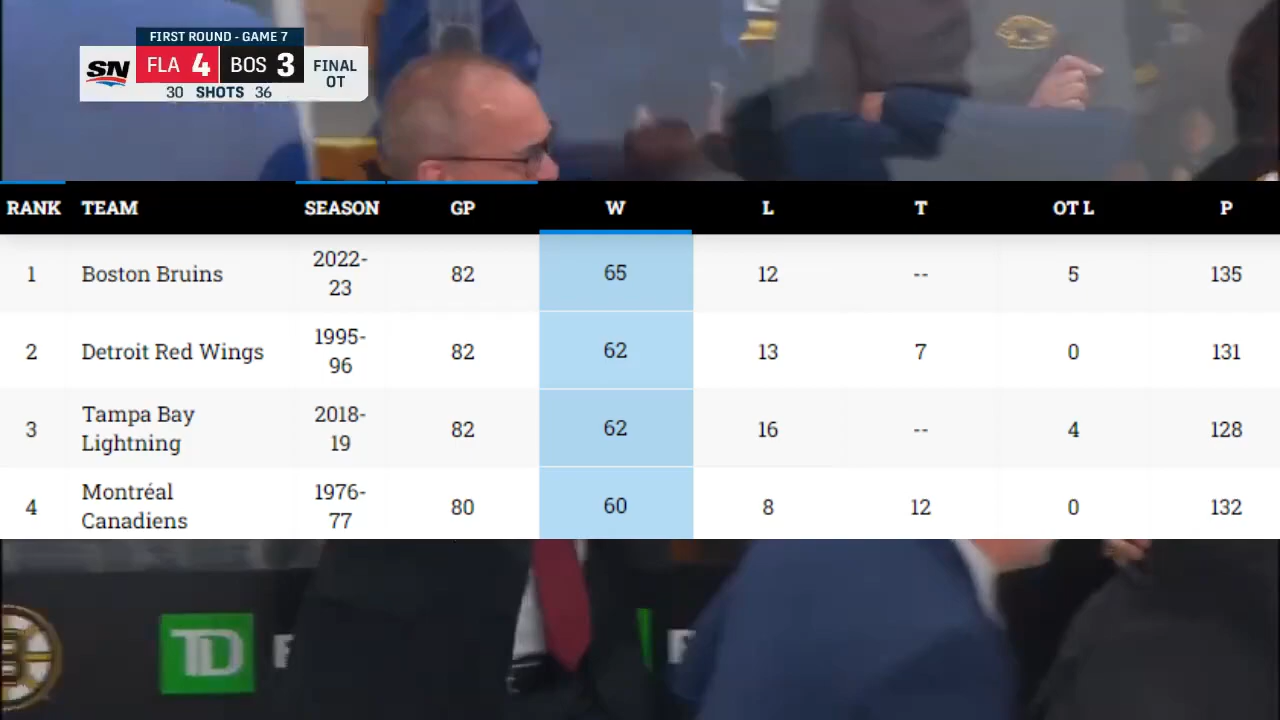 FIRST ROUND - GAME 7
SN FLA 4 BOS 3 FINAL OT
30 SHOTS 36
RANK TEAM SEASON GP W L T OT L P
1 Boston Bruins 2022-23 82 65 12 -- 5 135
2 Detroit Red Wings 1995-96 82 62 13 7 0 131
3 Tampa Bay Lightning 2018-19 82 62 16 -- 4 128
4 Montréal Canadiens 1976-77 80 60 8 12 0 132
B
TD